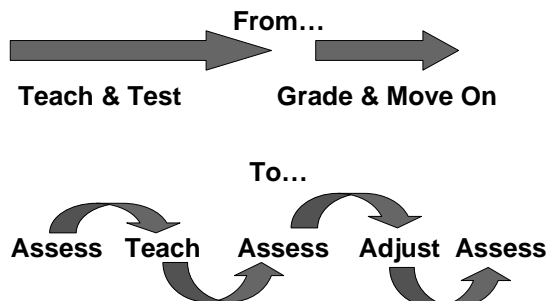 From…
Teach & Test Grade & Move On
To…
Assess Teach Assess Adjust Assess